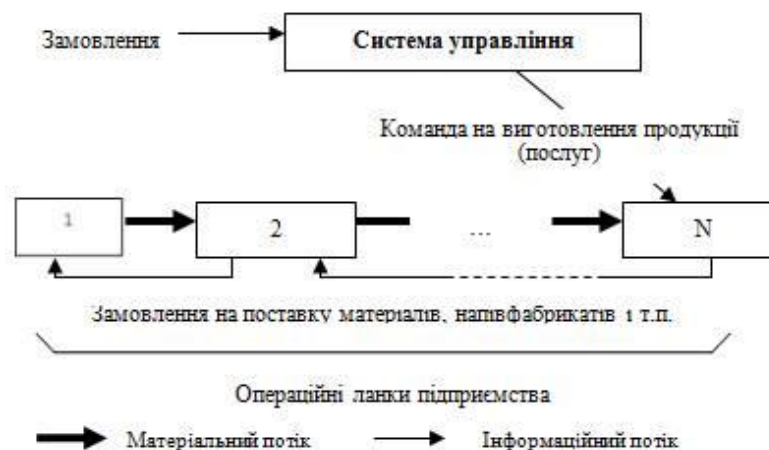 Замовлення
Система управління
Команда на виготовлення продукції
(послуг)
1
2
...
N
Замовлення на поставку матеріалів, напівфабрикатів і т.п.
Операційні ланки підприємства
Матеріальний потік
Інформаційний потік